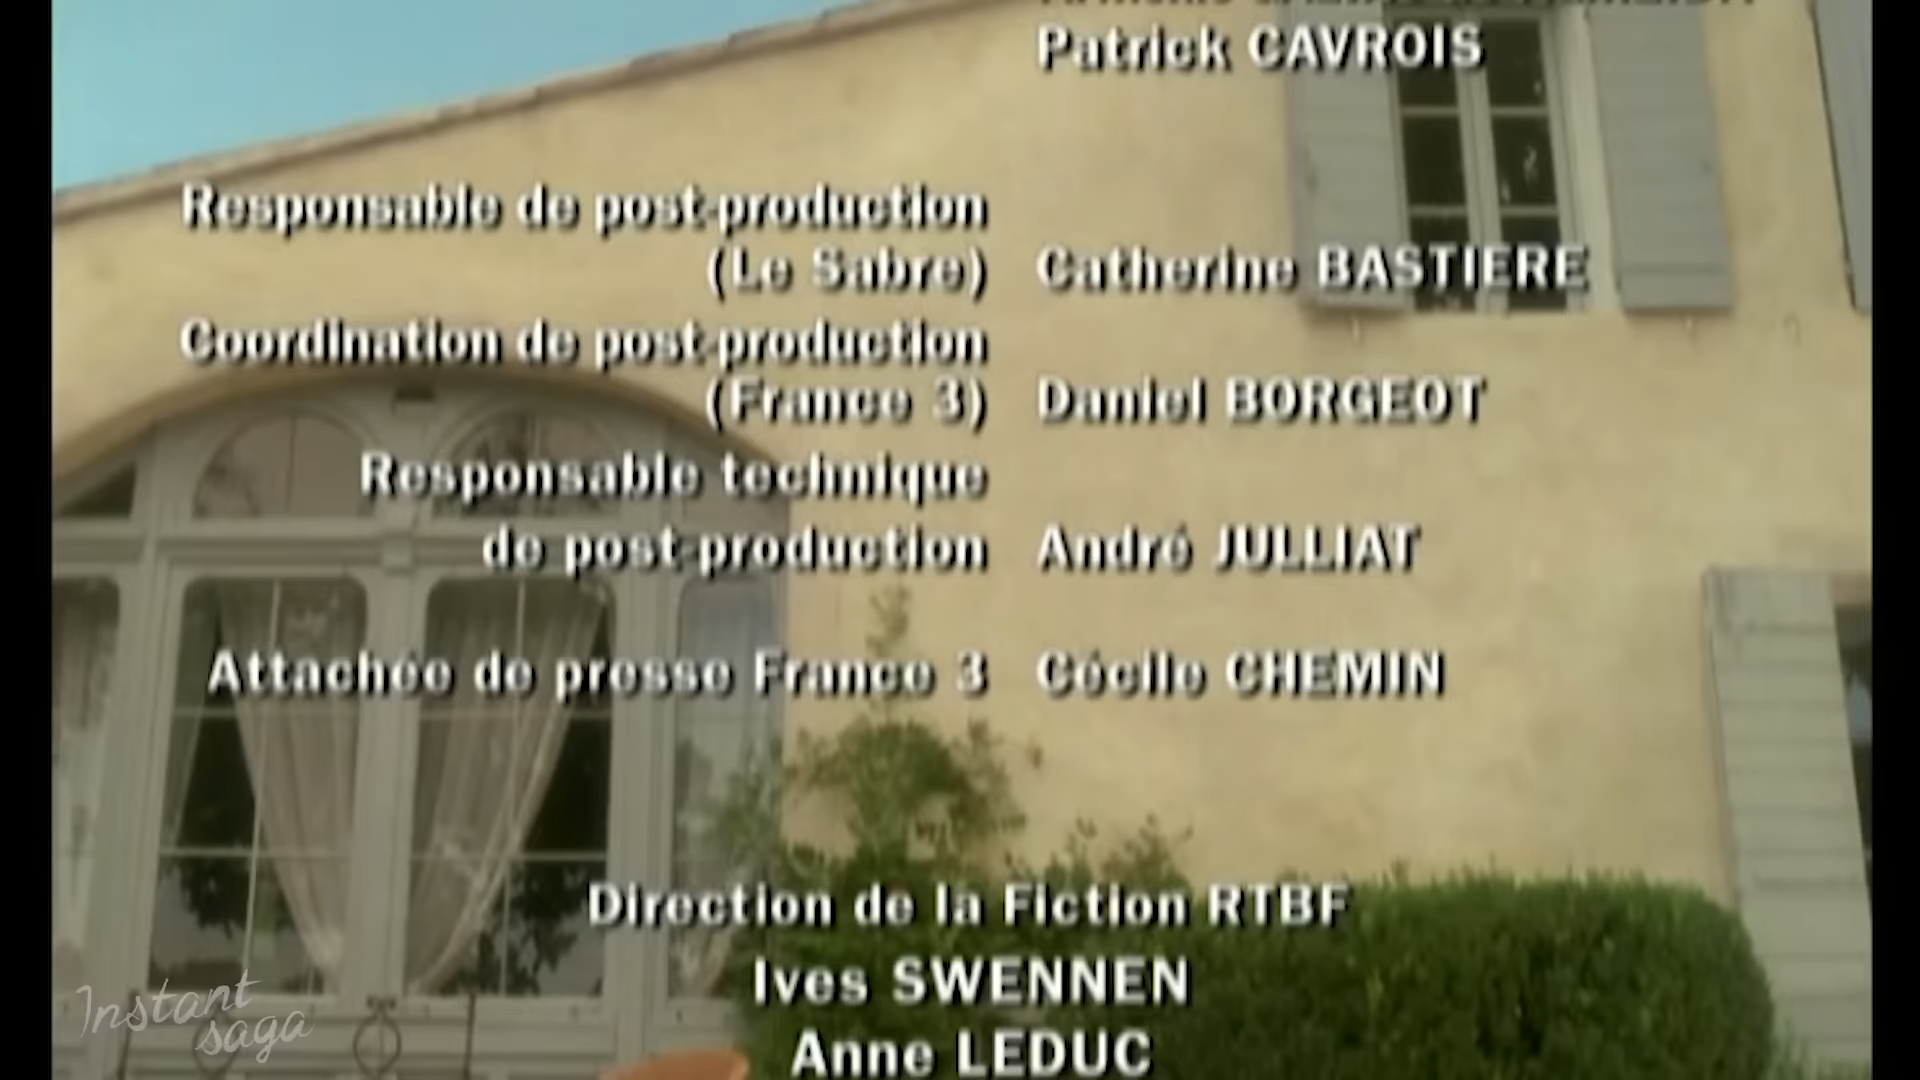 Patrick CAVROIS
Responsable de post-production
(Le Sabre) Catherine BASTIERE
Coordination de post-production
(France 3) Daniel BORGEOT
Responsable technique
de post-production André JULLIAT
Attachée de presse France 3 Cécile CHEMIN
Direction de la Fiction RTBF
Ives SWENNEN
Anne LEDUC
Instant
saga